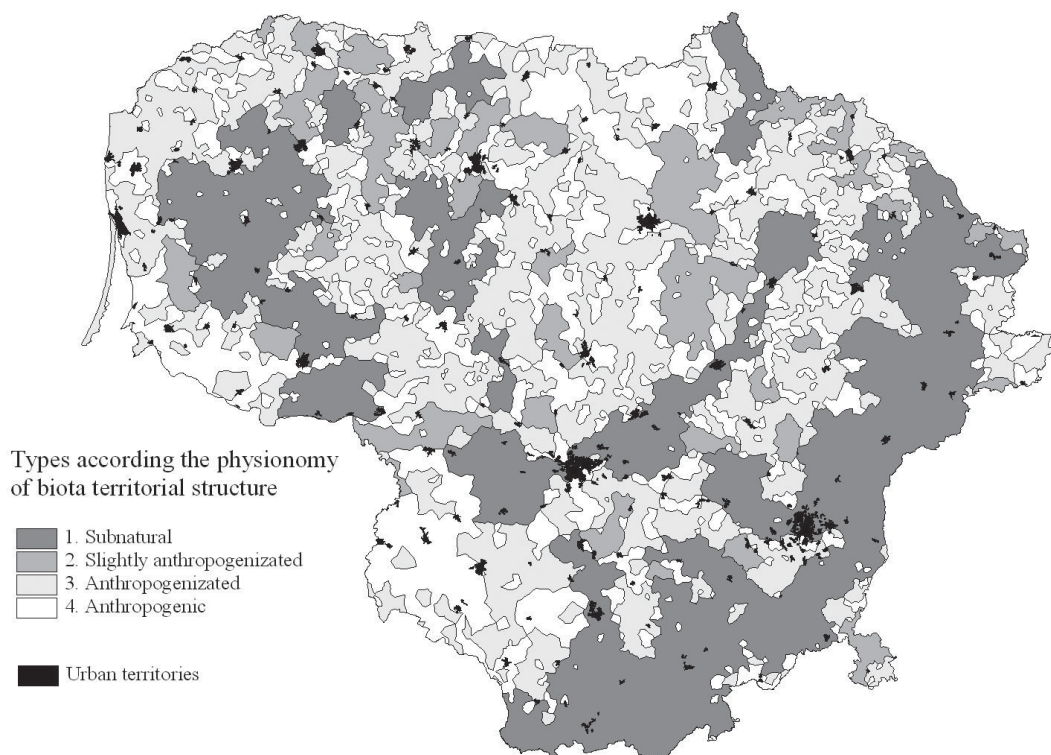 Types according the physionomy
of biota territorial structure
1. Subnatural
2. Slightly anthropogenizated
3. Anthropogenizated
4. Anthropogenic
Urban territories